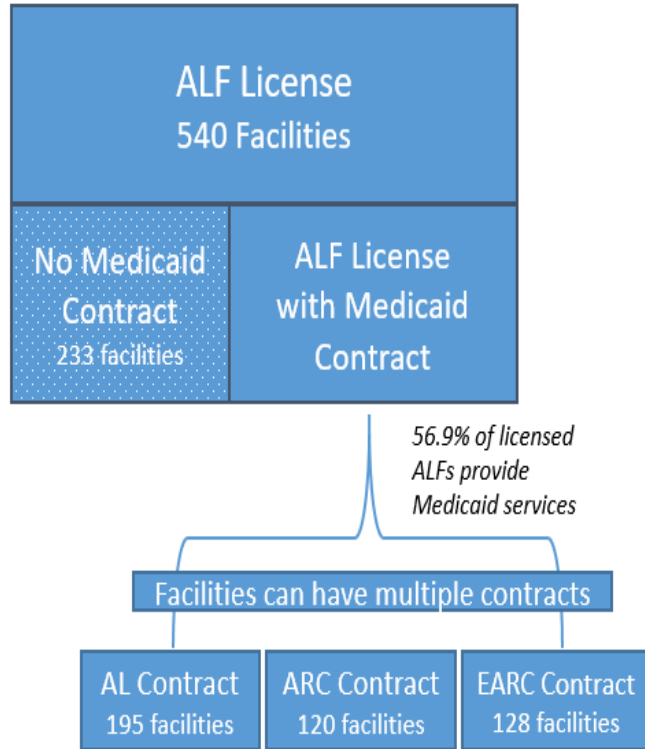 ALF License
540 Facilities
No Medicaid
Contract
233 facilities
ALF License
with Medicaid
Contract
56.9% of licensed
ALFs provide
Medicaid services
Facilities can have multiple contracts
AL Contract
195 facilities
ARC Contract
120 facilities
EARC Contract
128 facilities